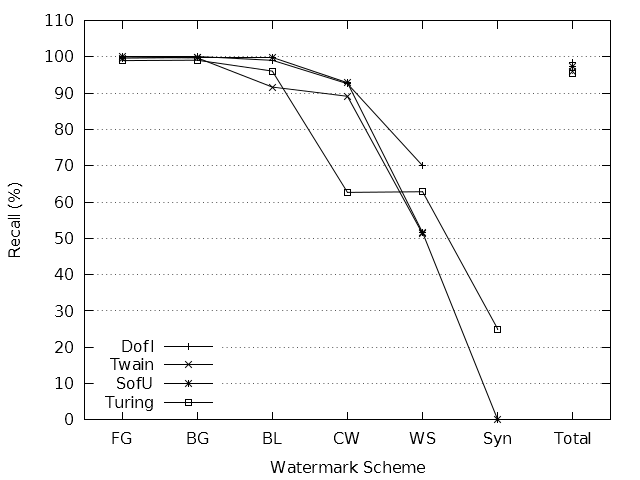 110
100
90
80
70
60
50
40
30
20
10
0
Recall (%)
DofI
Twain
SofU
Turing
FG BG BL CW WS Syn Total
Watermark Scheme